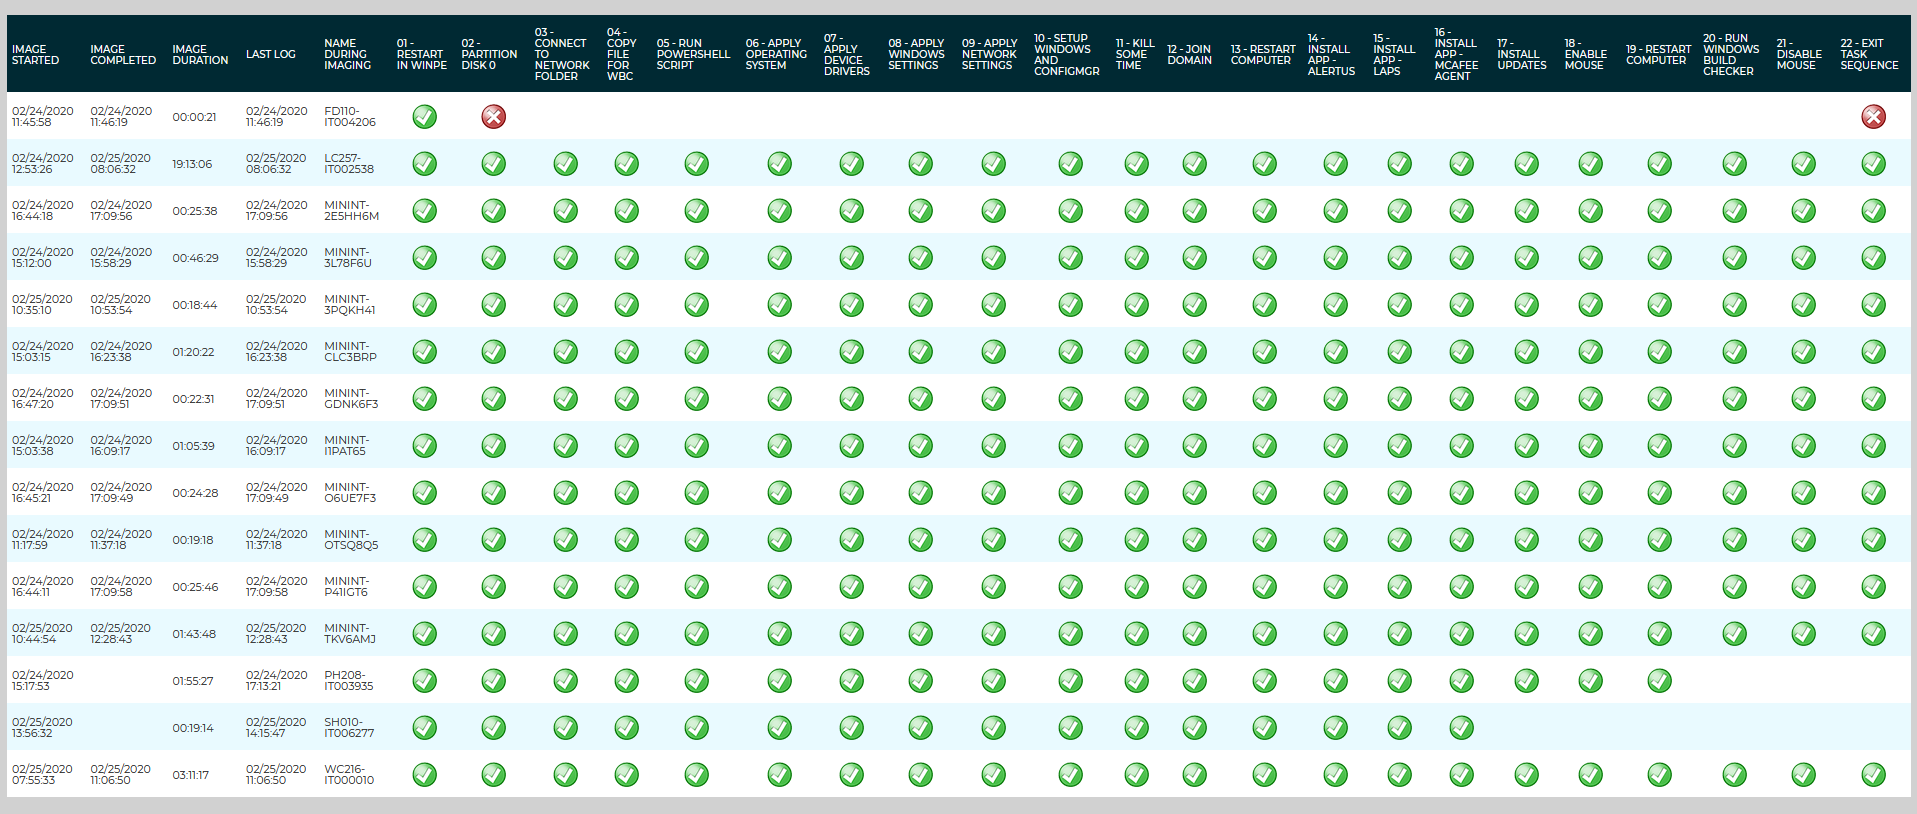 IMAGE STARTED
IMAGE COMPLETED
IMAGE DURATION
LAST LOG
NAME DURING IMAGING
01 - RESTART IN WINPE
02 - PARTITION DISK 0
03 - CONNECT TO NETWORK FOLDER
04 - COPY FILE FOR WBC
05 - RUN POWERSHELL SCRIPT
06 - APPLY OPERATING SYSTEM
07 - APPLY DEVICE DRIVERS
08 - APPLY WINDOWS SETTINGS
09 - APPLY NETWORK SETTINGS
10 - SETUP WINDOWS AND CONFIGMGR
11 - KILL SOME TIME
12 - JOIN DOMAIN
13 - RESTART COMPUTER
14 - INSTALL APP - ALERTUS
15 - INSTALL APP - LAPS
16 - INSTALL APP - MCAFEE AGENT
17 - INSTALL UPDATES
18 - ENABLE MOUSE
19 - RESTART COMPUTER
20 - RUN WINDOWS BUILD CHECKER
21 - DISABLE MOUSE
22 - EXIT TASK SEQUENCE
02/24/2020 11:45:58 02/24/2020 11:46:19 00:00:21 02/24/2020 11:46:19 FD110-IT004206
02/24/2020 12:53:26 02/25/2020 08:06:32 19:13:06 02/25/2020 08:06:32 LC257-IT002538
02/24/2020 16:44:18 02/24/2020 17:09:56 00:25:38 02/24/2020 17:09:56 MININT-2E5HH6M
02/24/2020 15:12:00 02/24/2020 15:58:29 00:46:29 02/24/2020 15:58:29 MININT-3L78F6U
02/25/2020 10:35:10 02/25/2020 10:53:54 00:18:44 02/25/2020 10:53:54 MININT-3PQKH41
02/24/2020 15:03:15 02/24/2020 16:23:38 01:20:22 02/24/2020 16:23:38 MININT-CLC3BRP
02/24/2020 16:47:20 02/24/2020 17:09:51 00:22:31 02/24/2020 17:09:51 MININT-GDNK6F3
02/24/2020 15:03:38 02/24/2020 16:09:17 01:05:39 02/24/2020 16:09:17 MININT-I1PAT65
02/24/2020 16:45:21 02/24/2020 17:09:49 00:24:28 02/24/2020 17:09:49 MININT-O6UE7F3
02/24/2020 11:17:59 02/24/2020 11:37:18 00:19:18 02/24/2020 11:37:18 MININT-OTSQ8Q5
02/24/2020 16:44:11 02/24/2020 17:09:58 00:25:46 02/24/2020 17:09:58 MININT-P41IGT6
02/25/2020 10:44:54 02/25/2020 12:28:43 01:43:48 02/25/2020 12:28:43 MININT-TKV6AMJ
02/24/2020 15:17:53 01:55:27 02/24/2020 17:13:21 PH208-IT003935
02/25/2020 13:56:32 00:19:14 02/25/2020 14:15:47 SH010-IT006277
02/25/2020 07:55:33 02/25/2020 11:06:50 03:11:17 02/25/2020 11:06:50 WC216-IT000010